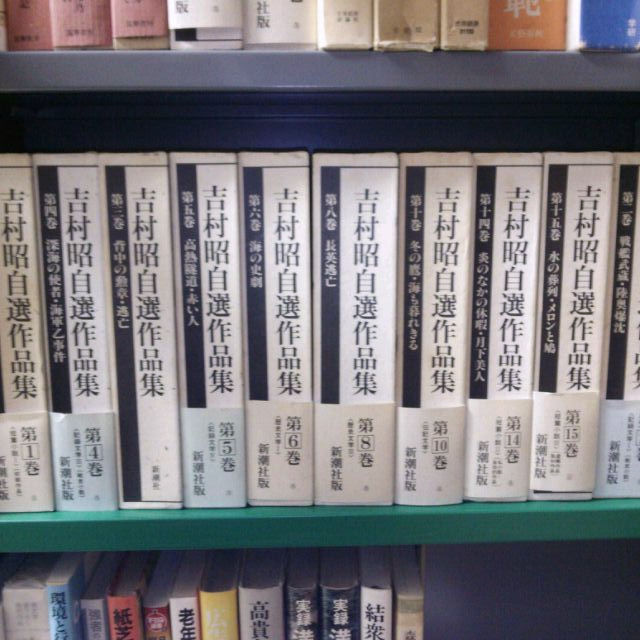 吉村昭自選作品集
第1巻
第四巻 深海の使者・海軍乙事件
吉村昭自選作品集
第4巻
新潮社版
第三巻 背中の勲章・逃亡
吉村昭自選作品集
新潮社
第五巻 高熱隧道・赤い人
吉村昭自選作品集
第5巻
新潮社版
第六巻 海の史劇
吉村昭自選作品集
第6巻
新潮社版
第八巻 長英逃亡
吉村昭自選作品集
第8巻
新潮社版
第十巻 冬の鷹・海も暮れきる
吉村昭自選作品集
第10巻
新潮社版
第十四巻 炎のなかの休暇・月下美人
吉村昭自選作品集
第14巻
新潮社版
第十五巻 水の葬列・メロンと鳩
吉村昭自選作品集
第15巻
新潮社版
第二巻 戦艦武蔵・陸奥爆沈
環境と
紙芝
老年
高貴
結衆